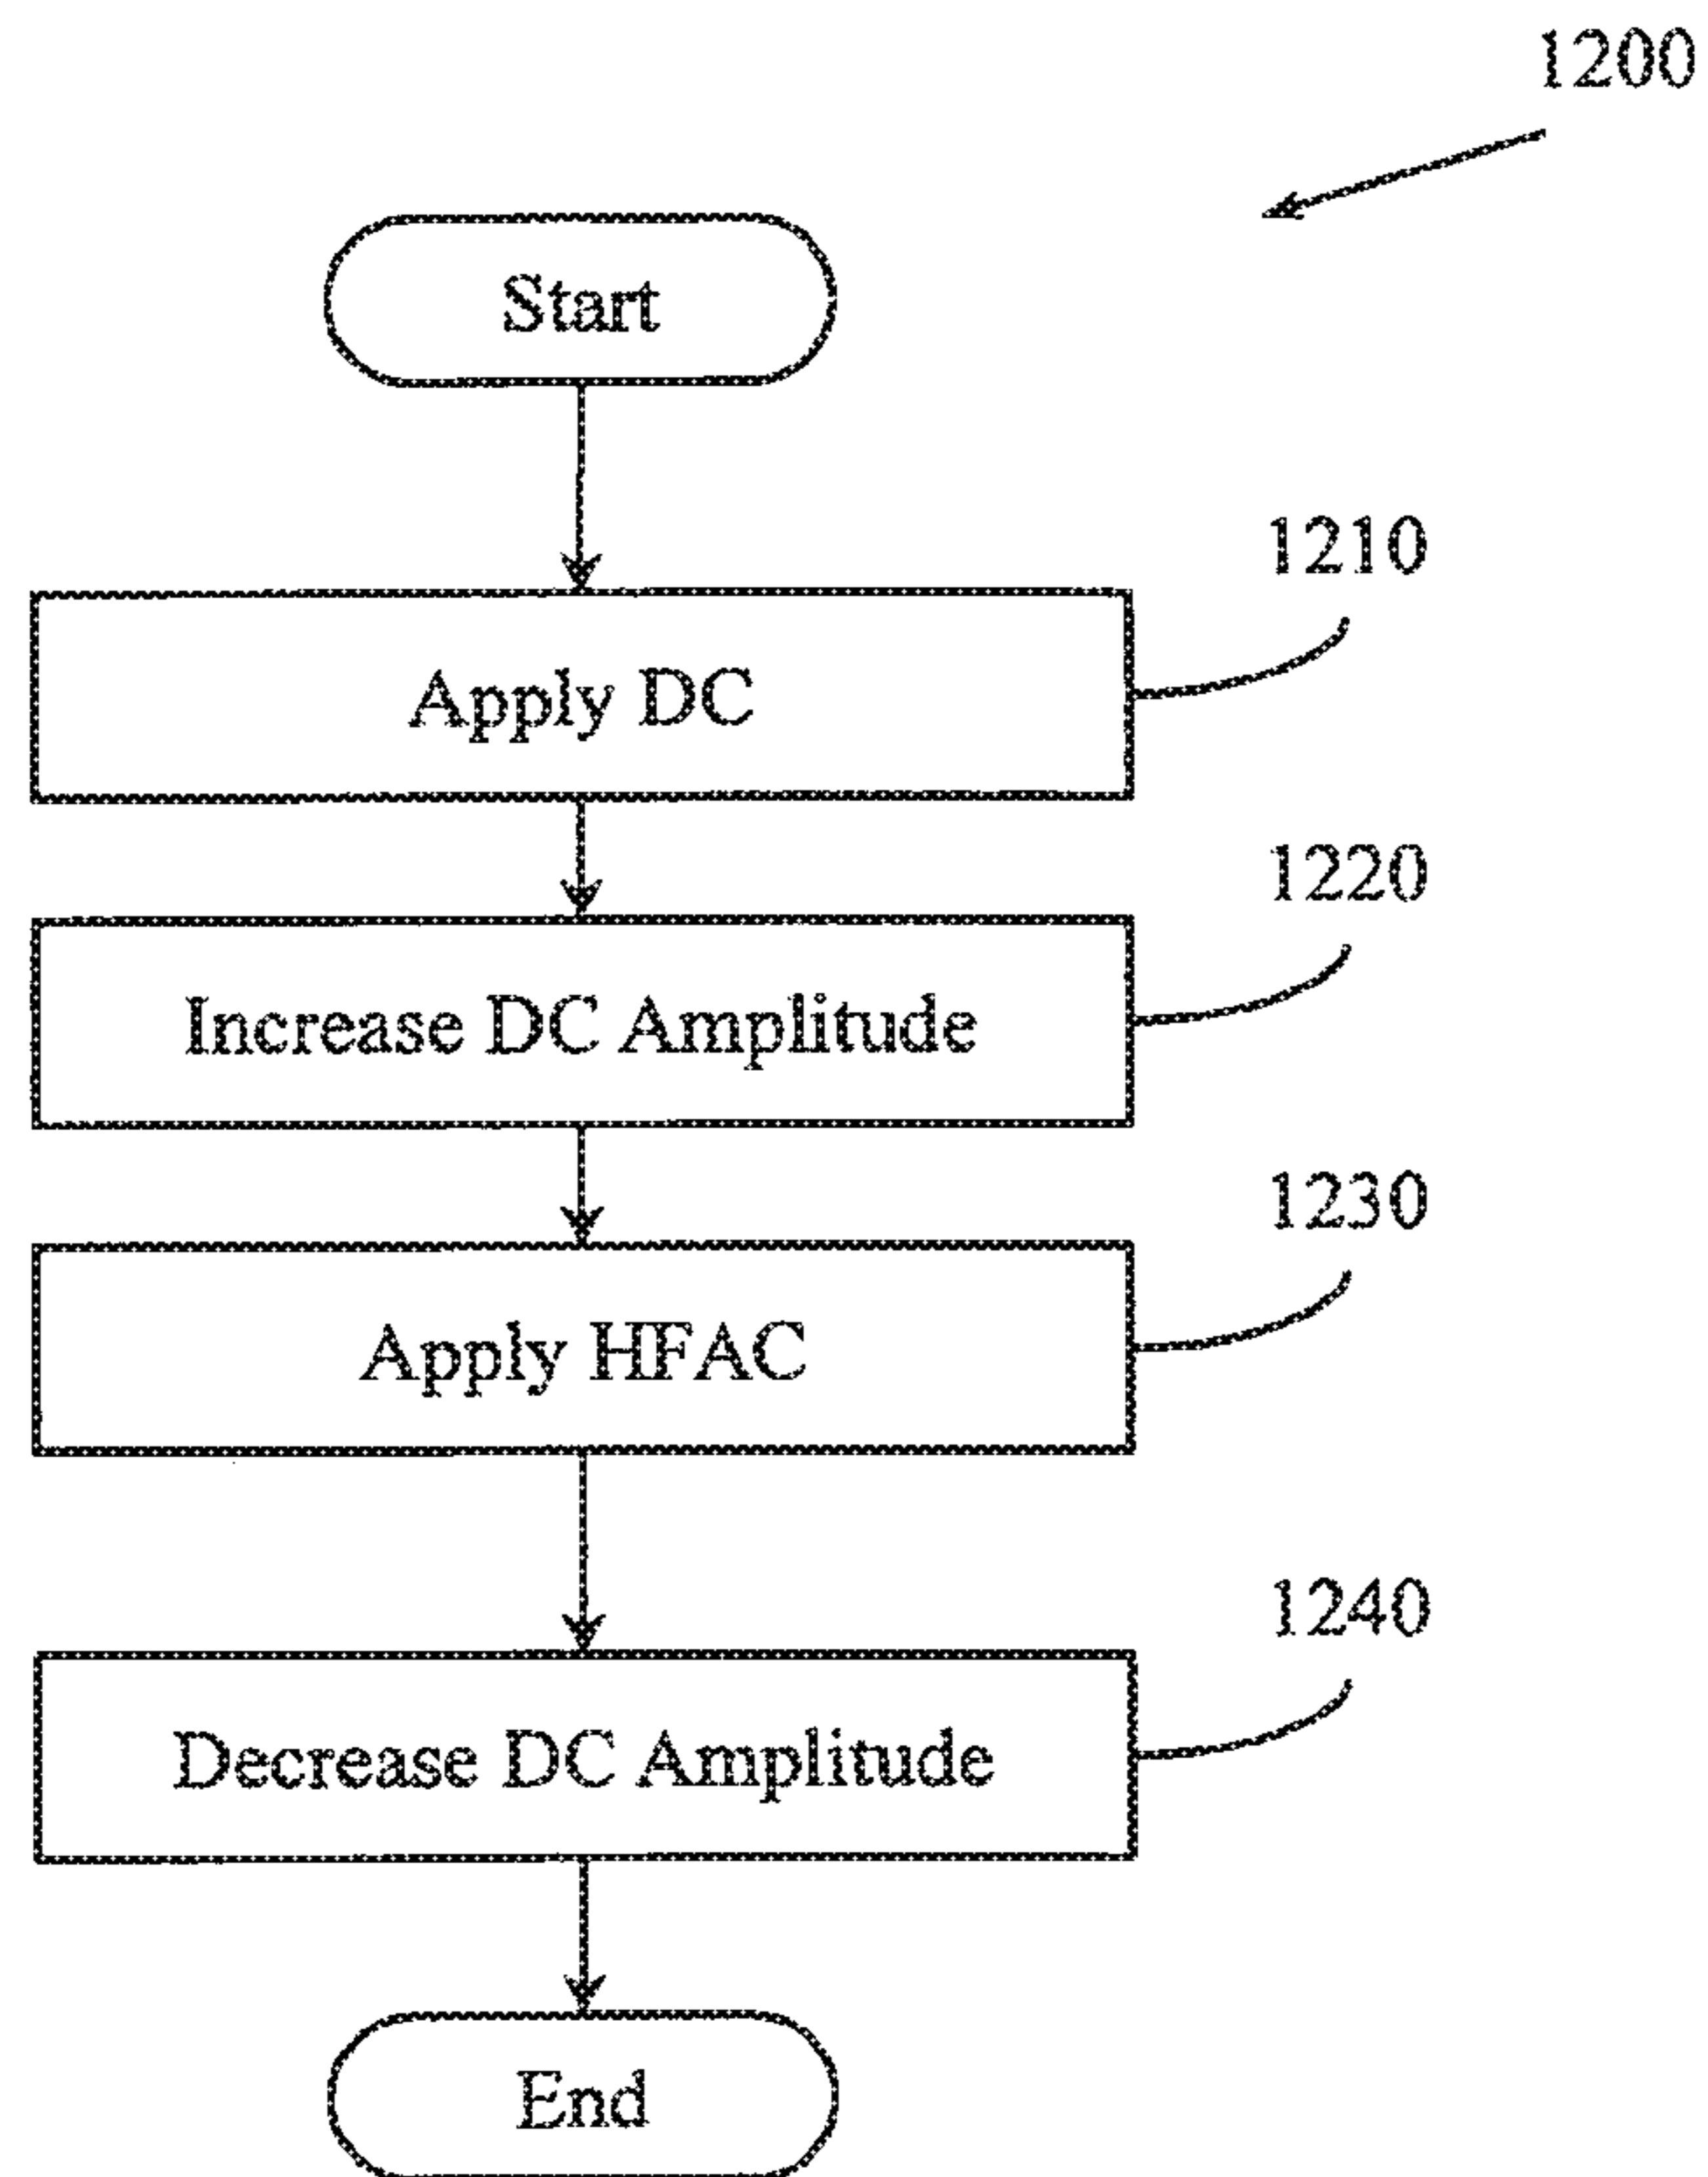 1200
Start
1210
Apply DC
1220
Increase DC Amplitude
1230
Apply HFAC
1240
Decrease DC Amplitude
End